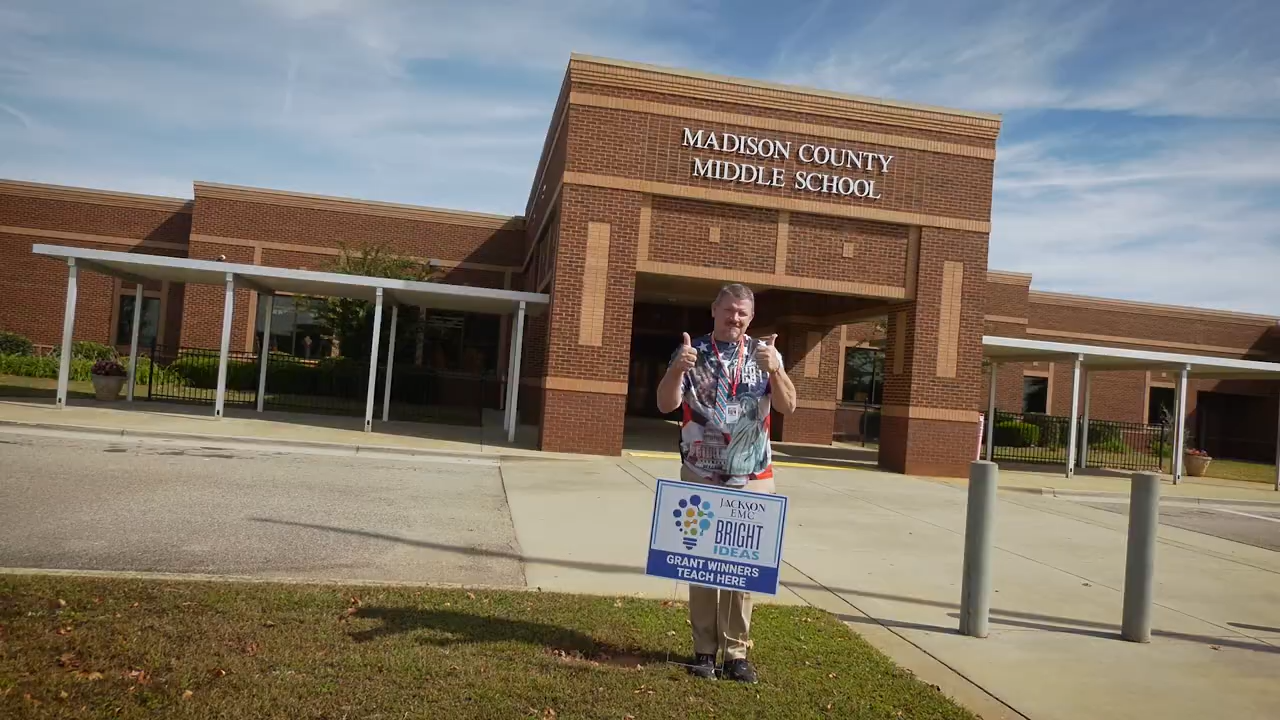 MADISON COUNTY
MIDDLE SCHOOL
JACKSON
EMC
BRIGHT
IDEAS
GRANT WINNERS
TEACH HERE